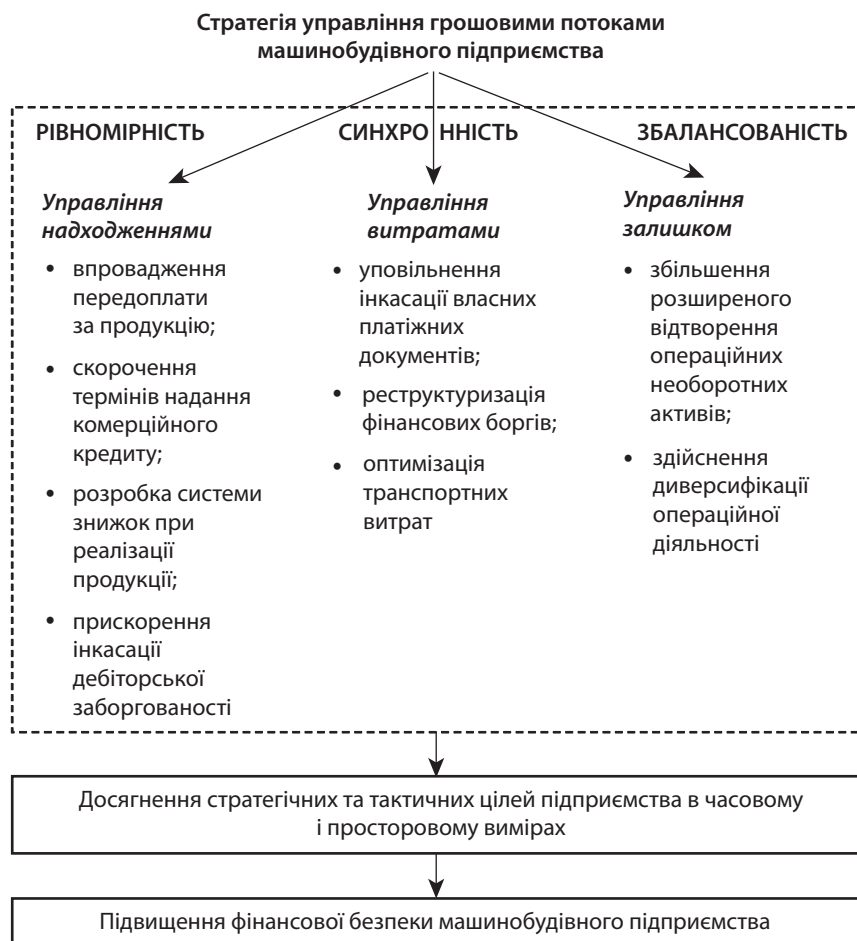 Стратегія управління грошовими потоками
машинобудівного підприємства
РІВНОМІРНІСТЬ
Управління
надходженнями
• впровадження
передоплати
за продукцію;
• скорочення
термінів надання
комерційного
кредиту;
• розробка системи
знижок при
реалізації
продукції;
• прискорення
інкасації
дебіторської
заборгованості
СИНХРО ННІСТЬ
Управління
витратами
• уповільнення
інкасації власних
платіжних
документів;
• реструктуризація
фінансових боргів;
• оптимізація
транспортних
витрат
ЗБАЛАНСОВАНІСТЬ
Управління
залишком
• збільшення
розширеного
відтворення
операційних
необоротних
активів;
• здійснення
диверсифікації
операційної
діяльності
Досягнення стратегічних та тактичних цілей підприємства в часовому
і просторовому вимірах
Підвищення фінансової безпеки машинобудівного підприємства